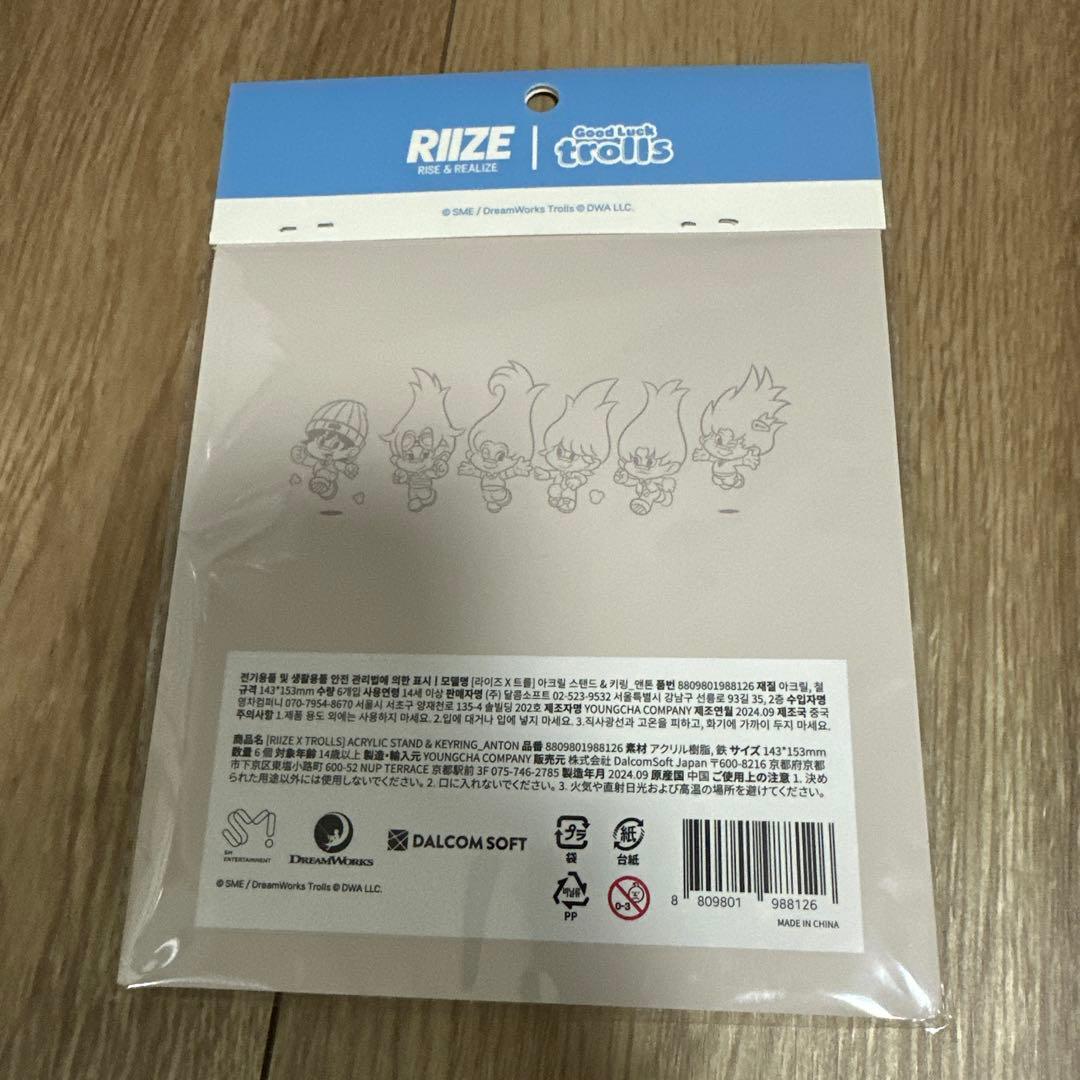 RIIZE
RISE & REALIZE
Good Luck
trolls
© SME / DreamWorks Trolls © DWA LLC.
전기용품 및 생활용품 안전 관리법에 의한 표시 | 모델명 [라이즈 X 트롤] 아크릴 스탠드 & 키링_앤톤 품번 8809801988126 재질 아크릴, 철
규격 143*153mm 수량 6개입 사용연령 14세 이상 판매자명 (주) 달콤소프트 02-523-9532 서울특별시 강남구 선릉로 93길 35, 2층 수입자명
영차컴퍼니 070-7954-8670 서울시 서초구 양재천로 135-4 솔빌딩 202호 제조자명 YOUNGCHA COMPANY 제조연월 2024.09 제조국 중국
주의사항 1.제품 용도 외에는 사용하지 마세요. 2.입에 대거나 입에 넣지 마세요. 3.직사광선과 고온을 피하고, 화기에 가까이 두지 마세요.
商品名 [RIIZE X TROLLS] ACRYLIC STAND & KEYRING_ANTON 品番 8809801988126 素材 アクリル樹脂, 鉄 サイズ 143*153mm
数量 6 個 対象年齢 14歳以上 製造・輸入元 YOUNGCHA COMPANY 販売元 株式会社 DalcomSoft Japan 〒600-8216 京都府京都
市下京区東塩小路町 600-52 NUP TERRACE 京都駅前 3F 075-746-2785 製造年月 2024.09 原産国 中国 ご使用上の注意 1. 決め
られた用途以外には使用しないでください。 2. 口に入れないでください。 3. 火気や直射日光および高温の場所を避けてください。
SM!
SM
ENTERTAINMENT
DREAMWORKS
DALCOM SOFT
プラ
袋
紙
台紙
비닐류
PP
0-3
© SME / DreamWorks Trolls © DWA LLC.
8 809801 988126
MADE IN CHINA